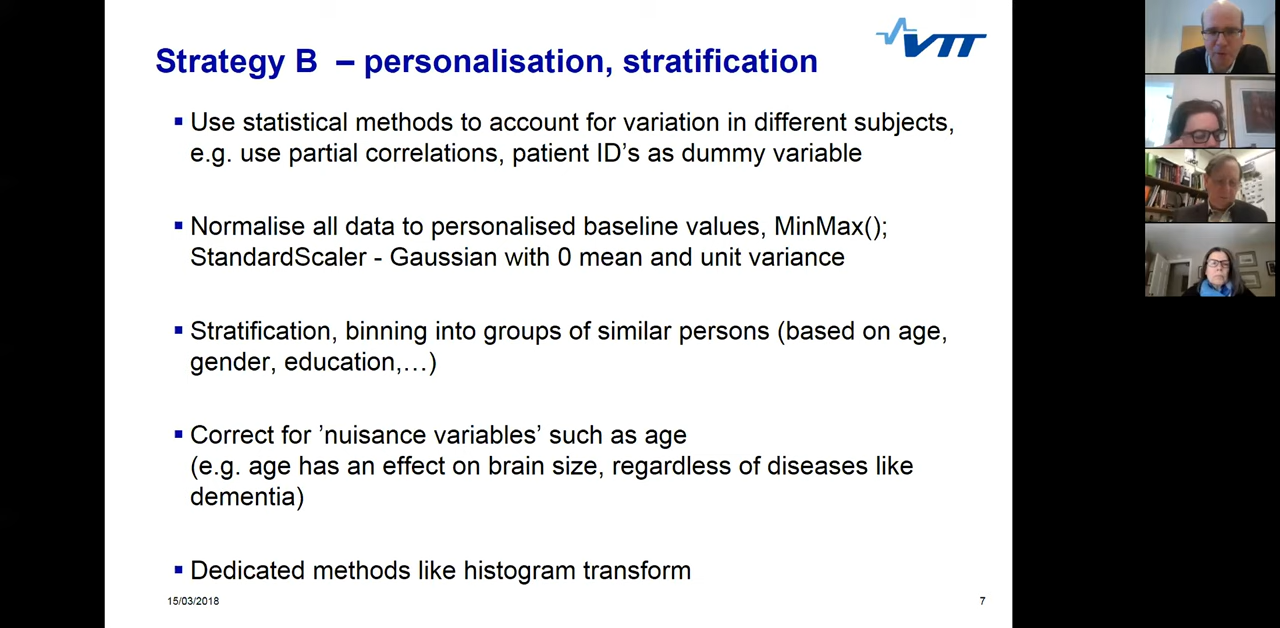 VTT
Strategy B – personalisation, stratification
▪ Use statistical methods to account for variation in different subjects,
e.g. use partial correlations, patient ID's as dummy variable
▪ Normalise all data to personalised baseline values, MinMax();
StandardScaler - Gaussian with 0 mean and unit variance
▪ Stratification, binning into groups of similar persons (based on age,
gender, education,…)
▪ Correct for ’nuisance variables’ such as age
(e.g. age has an effect on brain size, regardless of diseases like
dementia)
▪ Dedicated methods like histogram transform
15/03/2018
7